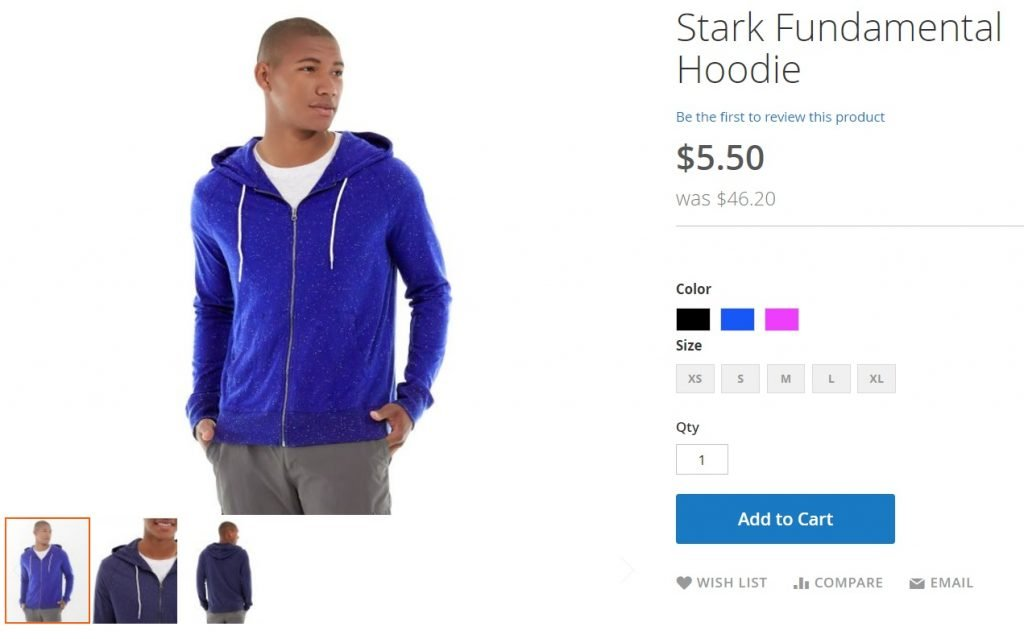 Stark Fundamental
Hoodie
Be the first to review this product
$5.50
was $46.20
Color
Size
XS S M L XL
Qty
1
Add to Cart
WISH LIST COMPARE EMAIL